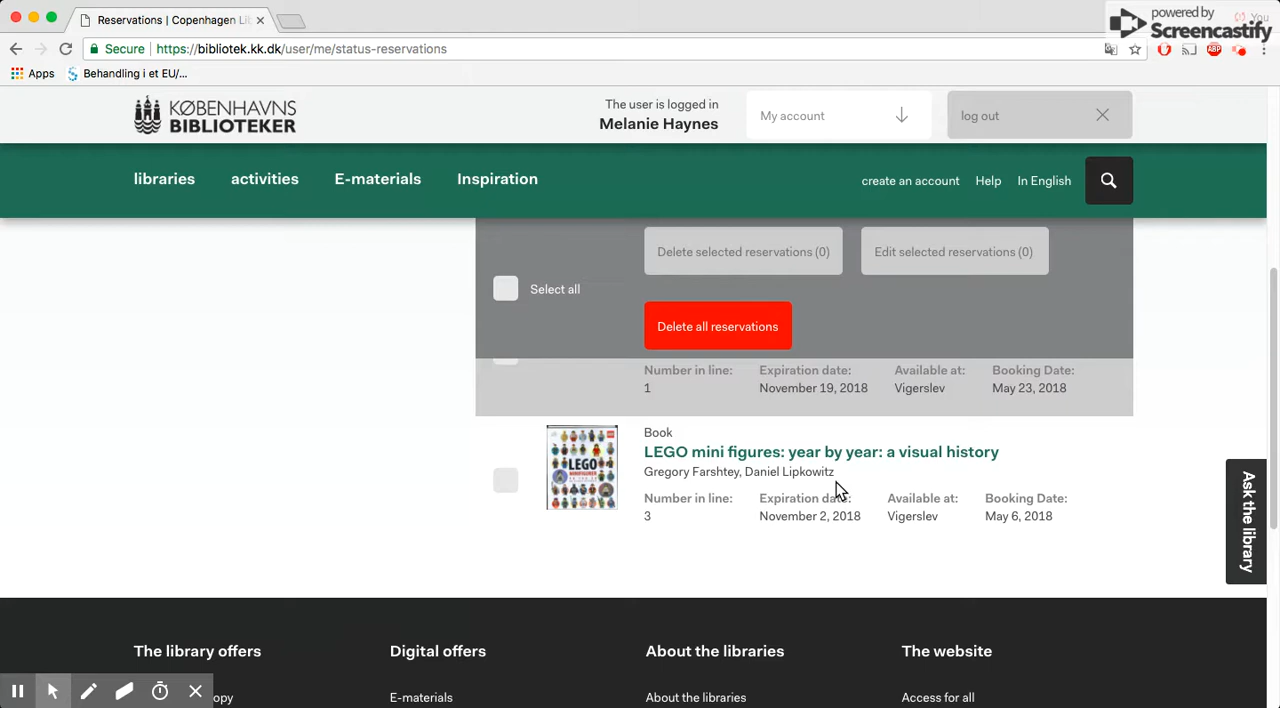 Reservations | Copenhagen Li
You
powered by
Screencastify
Secure
https://bibliotek.kk.dk/user/me/status-reservations
ABP
Apps
Behandling i et EU/...
KØBENHAVNS
BIBLIOTEKER
The user is logged in
Melanie Haynes
My account
log out
libraries
activities
E-materials
Inspiration
create an account
Help
In English
Delete selected reservations (0)
Edit selected reservations (0)
Select all
Delete all reservations
Number in line:
Expiration date:
Available at:
Booking Date:
1
November 19, 2018
Vigerslev
May 23, 2018
Book
LEGO mini figures: year by year: a visual history
Gregory Farshtey, Daniel Lipkowitz
LEGO
Number in line:
Expiration date:
Available at:
Booking Date:
3
November 2, 2018
Vigerslev
May 6, 2018
Ask the library
The library offers
Digital offers
About the libraries
The website
opy
E-materials
About the libraries
Access for all